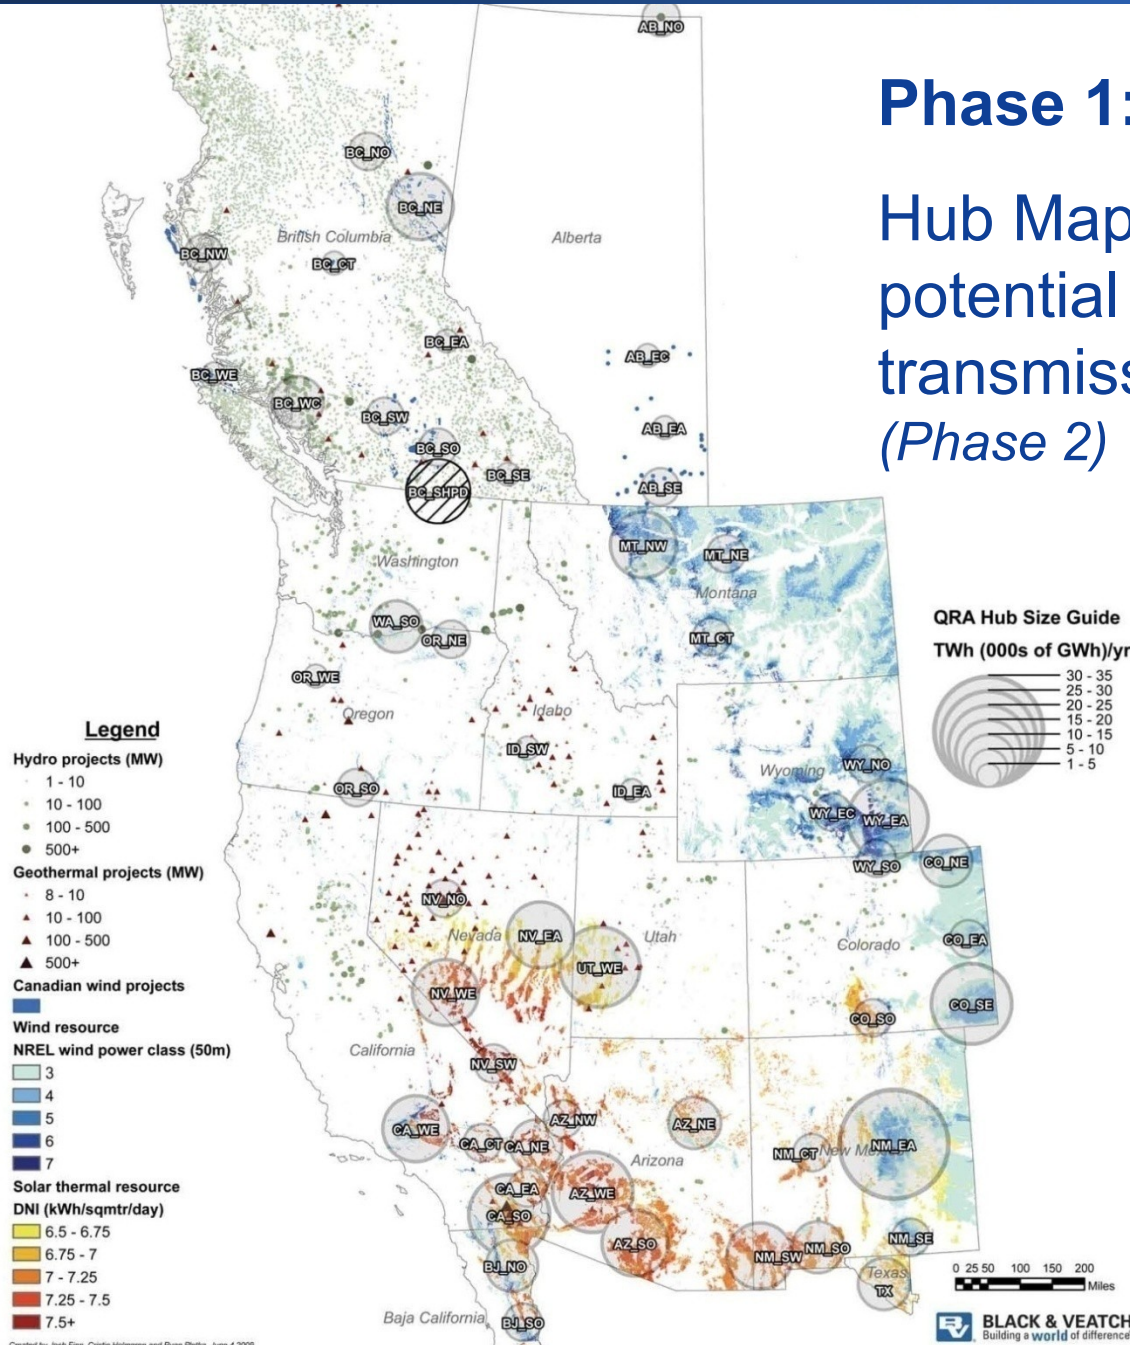 Phase 1:
Hub Map
potential
transmiss
(Phase 2)
AB_NO
BC_NO
BC_NE
British Columbia
Alberta
BC_NW
BC_CT
BC_EA
AB_EC
BC_WE
BC_WC
BC_SW
AB_EA
BC_SO
BC_SE
AB_SE
BC_SHPD
MT_NW
MT_NE
Washington
Montana
WA_SO
OR_NE
MT_CT
OR_WE
Oregon
Idaho
ID_SW
WY_NO
Wyoming
OR_SO
ID_EA
WY_EC
WY_EA
WY_SO
CO_NE
NV_NO
Nevada
NV_EA
Utah
CO_EA
Colorado
UT_WE
NV_WE
CO_SE
CO_SO
California
NV_SW
CA_WE
AZ_NW
AZ_NE
CA_CT
CA_NE
NM_CT
New Mexico
NM_EA
Arizona
CA_EA
AZ_WE
CA_SO
AZ_SO
NM_SW
NM_SO
NM_SE
BJ_NO
Texas
TX
Baja California
BJ_SO
QRA Hub Size Guide
TWh (000s of GWh)/yr
30 - 35
25 - 30
20 - 25
15 - 20
10 - 15
5 - 10
1 - 5
Legend
Hydro projects (MW)
1 - 10
10 - 100
100 - 500
500+
Geothermal projects (MW)
8 - 10
10 - 100
100 - 500
500+
Canadian wind projects
Wind resource
NREL wind power class (50m)
3
4
5
6
7
Solar thermal resource
DNI (kWh/sqmtr/day)
6.5 - 6.75
6.75 - 7
7 - 7.25
7.25 - 7.5
7.5+
0 25 50 100 150 200
Miles
BLACK & VEATCH
Building a world of difference